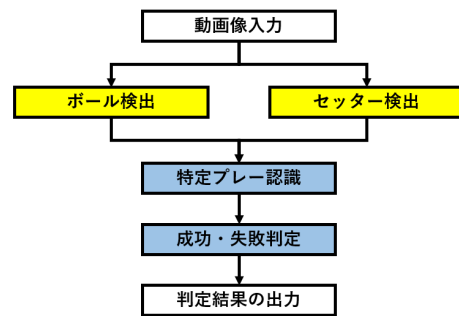 動画像入力
ボール検出
セッター検出
特定プレー認識
成功・失敗判定
判定結果の出力